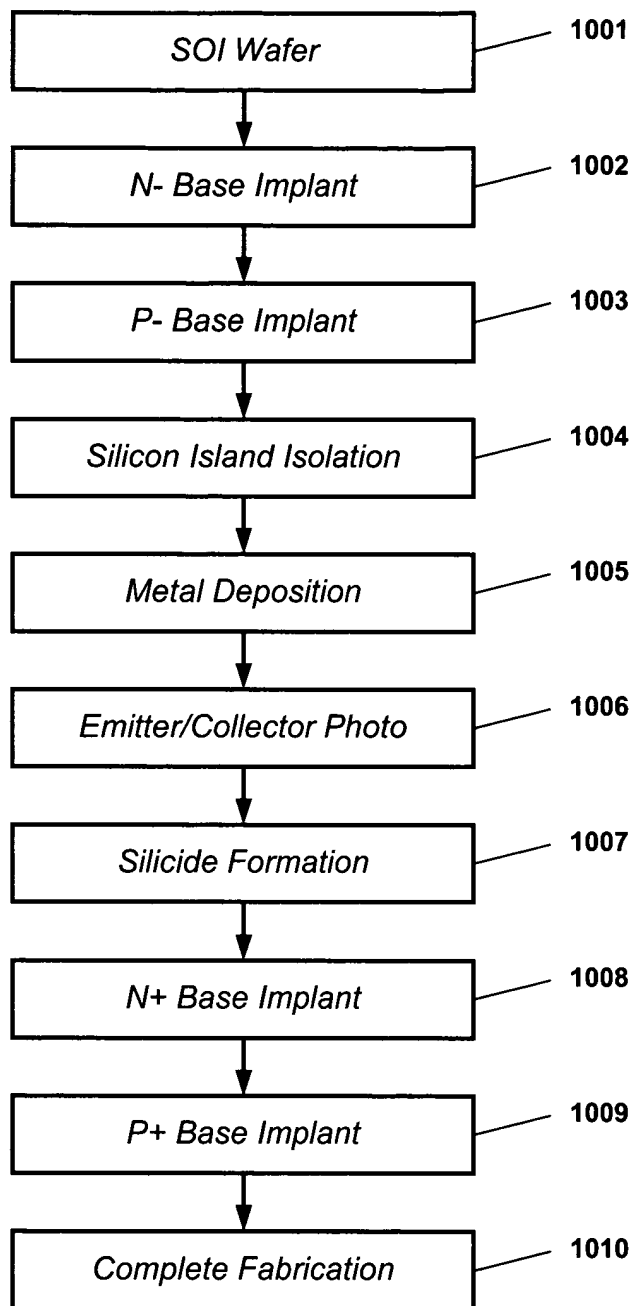 SOI Wafer 1001
N- Base Implant 1002
P- Base Implant 1003
Silicon Island Isolation 1004
Metal Deposition 1005
Emitter/Collector Photo 1006
Silicide Formation 1007
N+ Base Implant 1008
P+ Base Implant 1009
Complete Fabrication 1010